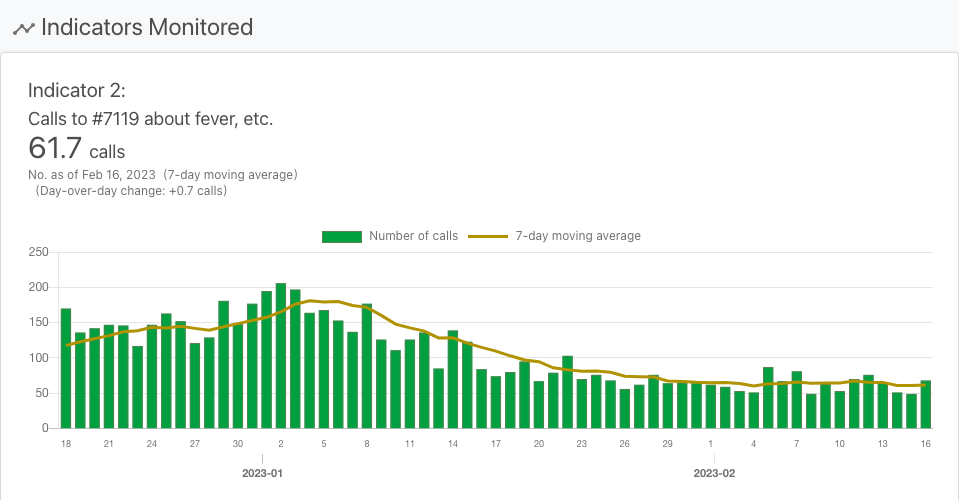 Indicators Monitored
Indicator 2:
Calls to #7119 about fever, etc.
61.7 calls
No. as of Feb 16, 2023 (7-day moving average)
(Day-over-day change: +0.7 calls)
Number of calls 7-day moving average
250
200
150
100
50
0
18 21 24 27 30 2 5 8 11 14 17 20 23 26 29 1 4 7 10 13 16
2023-01 2023-02